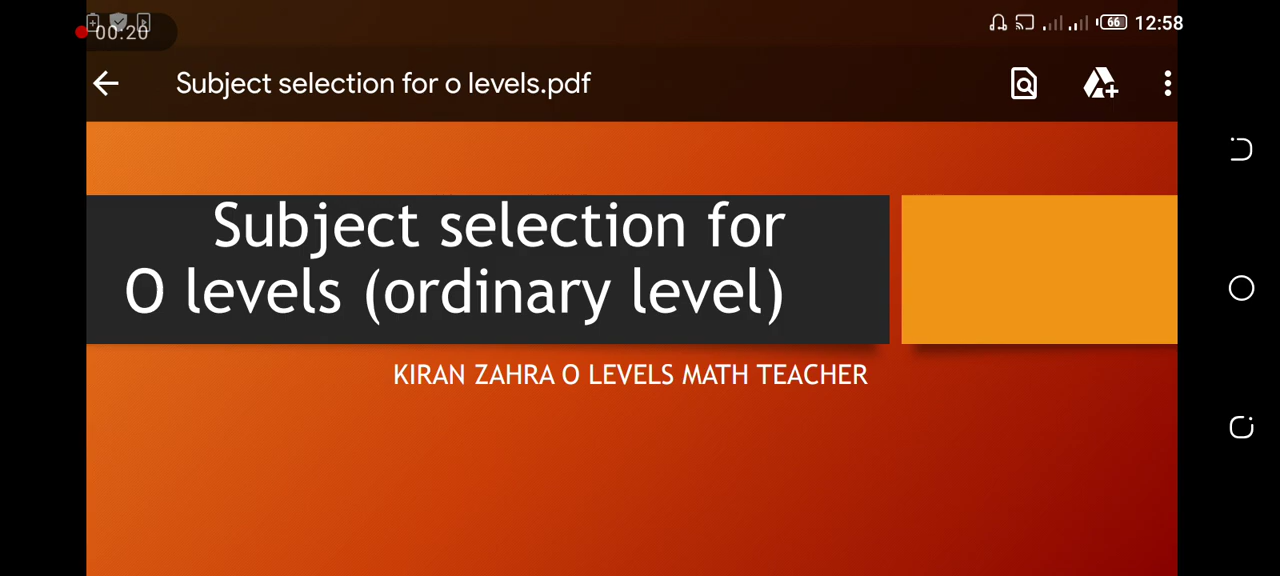 00:20
66 12:58
Subject selection for o levels.pdf
Subject selection for
O levels (ordinary level)
KIRAN ZAHRA O LEVELS MATH TEACHER